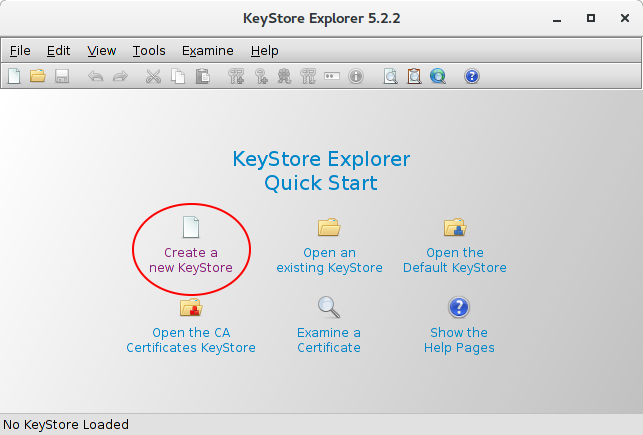 KeyStore Explorer 5.2.2
File Edit View Tools Examine Help
KeyStore Explorer
Quick Start
Create a
new KeyStore
Open an
existing KeyStore
Open the
Default KeyStore
Open the CA
Certificates KeyStore
Examine a
Certificate
Show the
Help Pages
No KeyStore Loaded